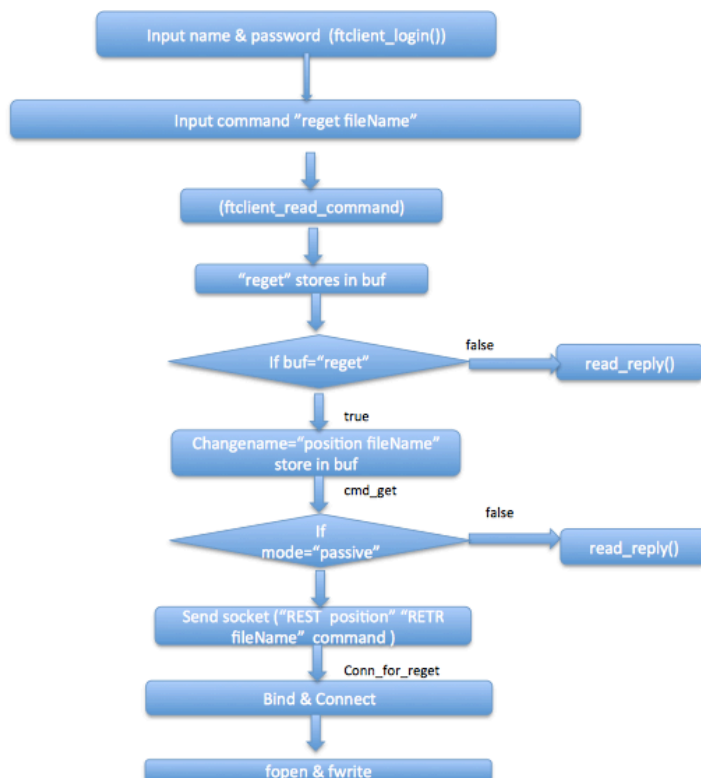 Input name & password (ftclient_login())
Input command “reget fileName”
(ftclient_read_command)
“reget” stores in buf
If buf=“reget”
false
read_reply()
true
Changename=“position fileName”
store in buf
cmd_get
If
mode=“passive”
false
read_reply()
Send socket (“REST position” “RETR
fileName” command )
Conn_for_reget
Bind & Connect
fopen & fwrite